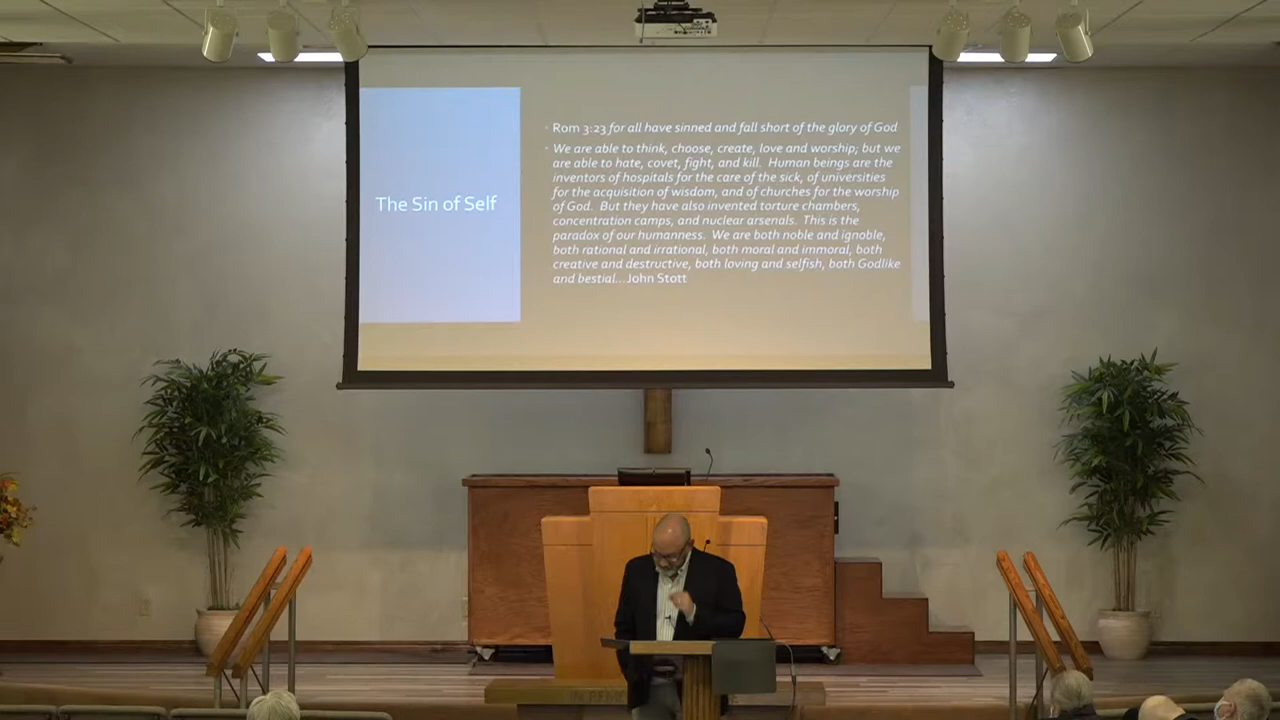 The Sin of Self
Rom 3:23 for all have sinned and fall short of the glory of God
We are able to think, choose, create, love and worship; but we
are able to hate, covet, fight, and kill. Human beings are the
inventors of hospitals for the care of the sick, of universities
for the acquisition of wisdom, and of churches for the worship
of God. But they have also invented torture chambers,
concentration camps, and nuclear arsenals. This is the
paradox of our humanness. We are both noble and ignoble,
both rational and irrational, both moral and immoral, both
creative and destructive, both loving and selfish, both Godlike
and bestial...John Stott